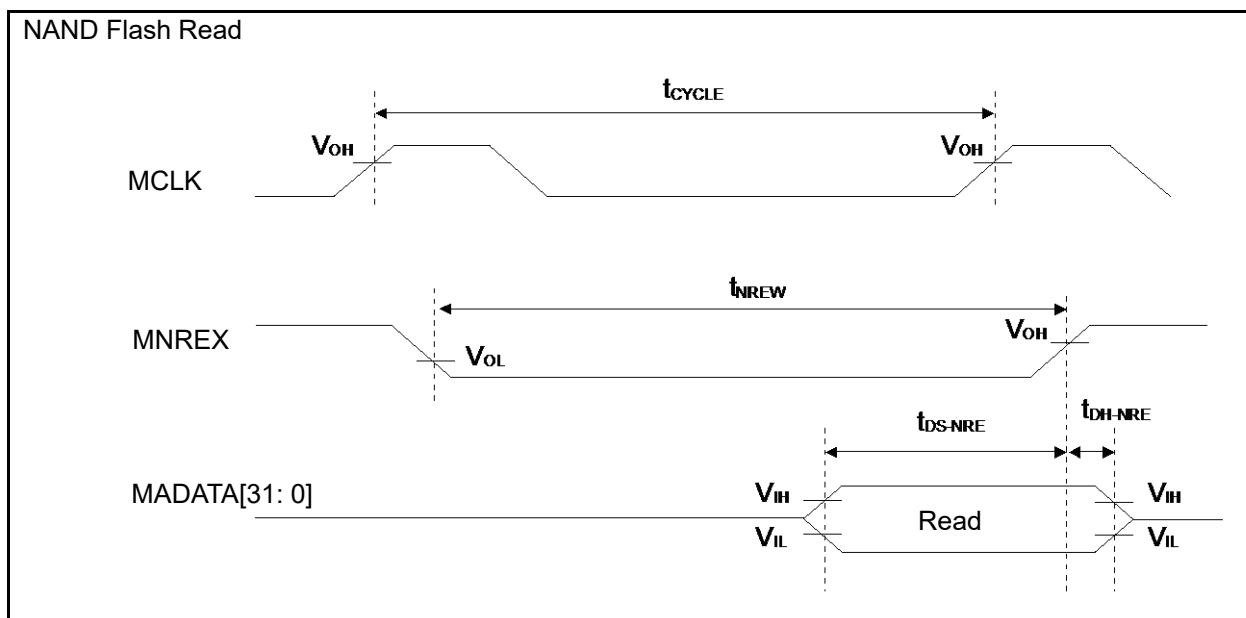 NAND Flash Read
tCYCLE
VOH
VOH
MCLK
tNREW
MNREX
VOL
VOH
tDS-NRE
tDH-NRE
MADATA[31: 0]
VIH
VIH
Read
VIL
VIL